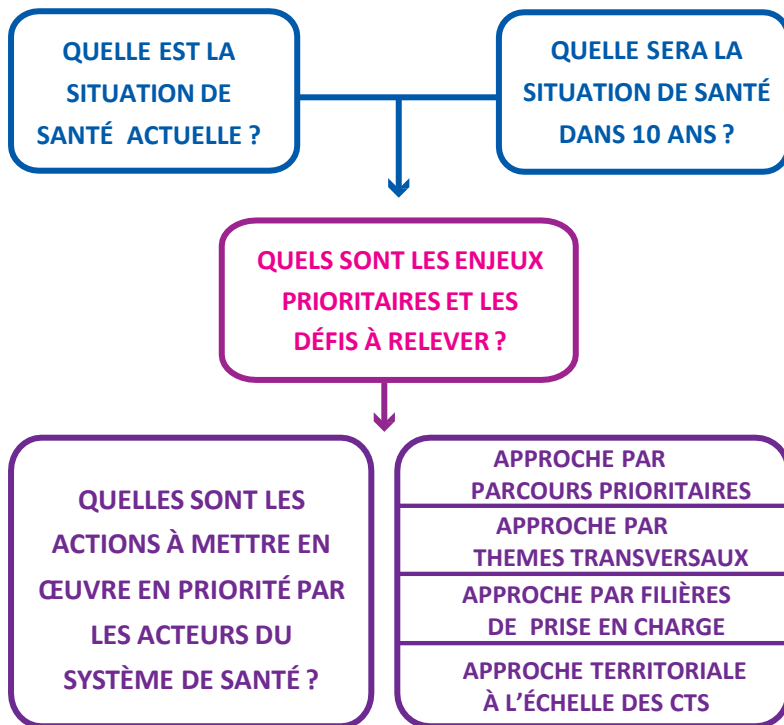 QUELLE EST LA
SITUATION DE
SANTÉ ACTUELLE ?
QUELLE SERA LA
SITUATION DE SANTÉ
DANS 10 ANS ?
QUELS SONT LES ENJEUX
PRIORITAIRES ET LES
DÉFIS À RELEVER ?
QUELLES SONT LES
ACTIONS À METTRE EN
ŒUVRE EN PRIORITÉ PAR
LES ACTEURS DU
SYSTÈME DE SANTÉ ?
APPROCHE PAR
PARCOURS PRIORITAIRES
APPROCHE PAR
THEMES TRANSVERSAUX
APPROCHE PAR FILIÈRES
DE PRISE EN CHARGE
APPROCHE TERRITORIALE
À L’ÉCHELLE DES CTS